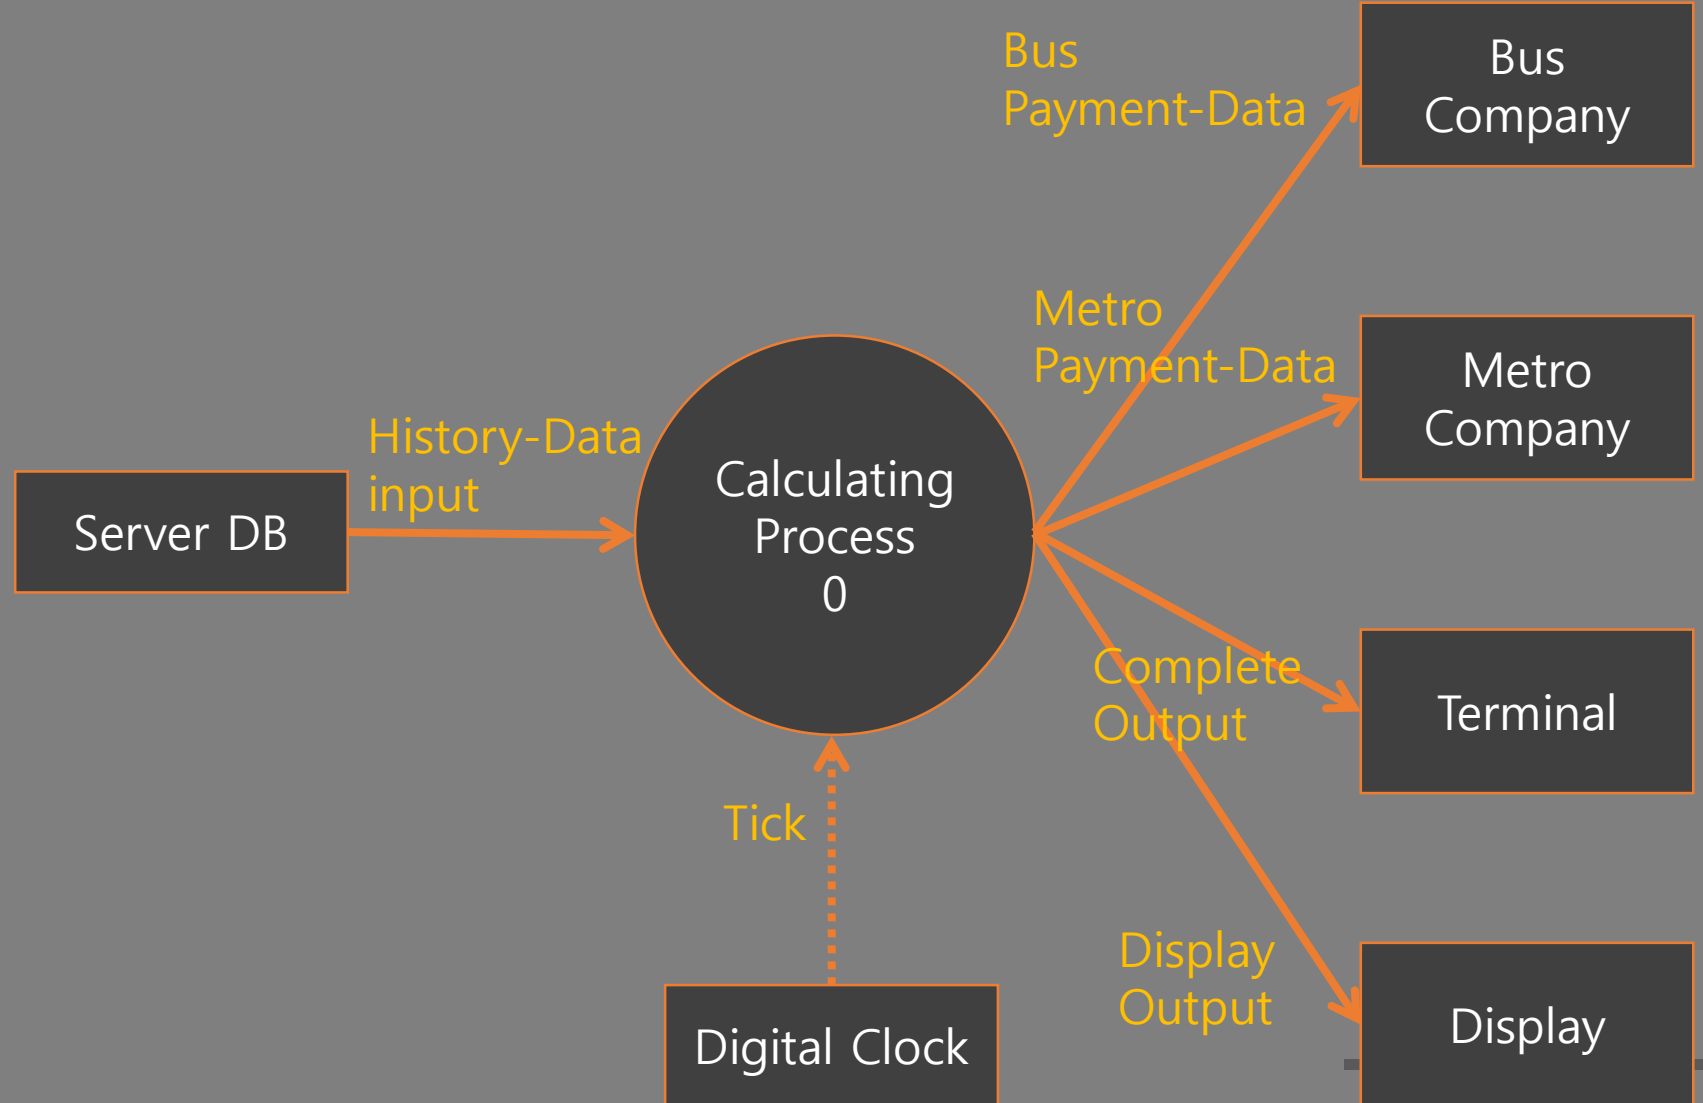 Bus
Payment-Data
Bus
Company
Metro
Payment-Data
Metro
Company
History-Data
input
Server DB
Calculating
Process
0
Complete
Output
Terminal
Tick
Display
Output
Display
Digital Clock